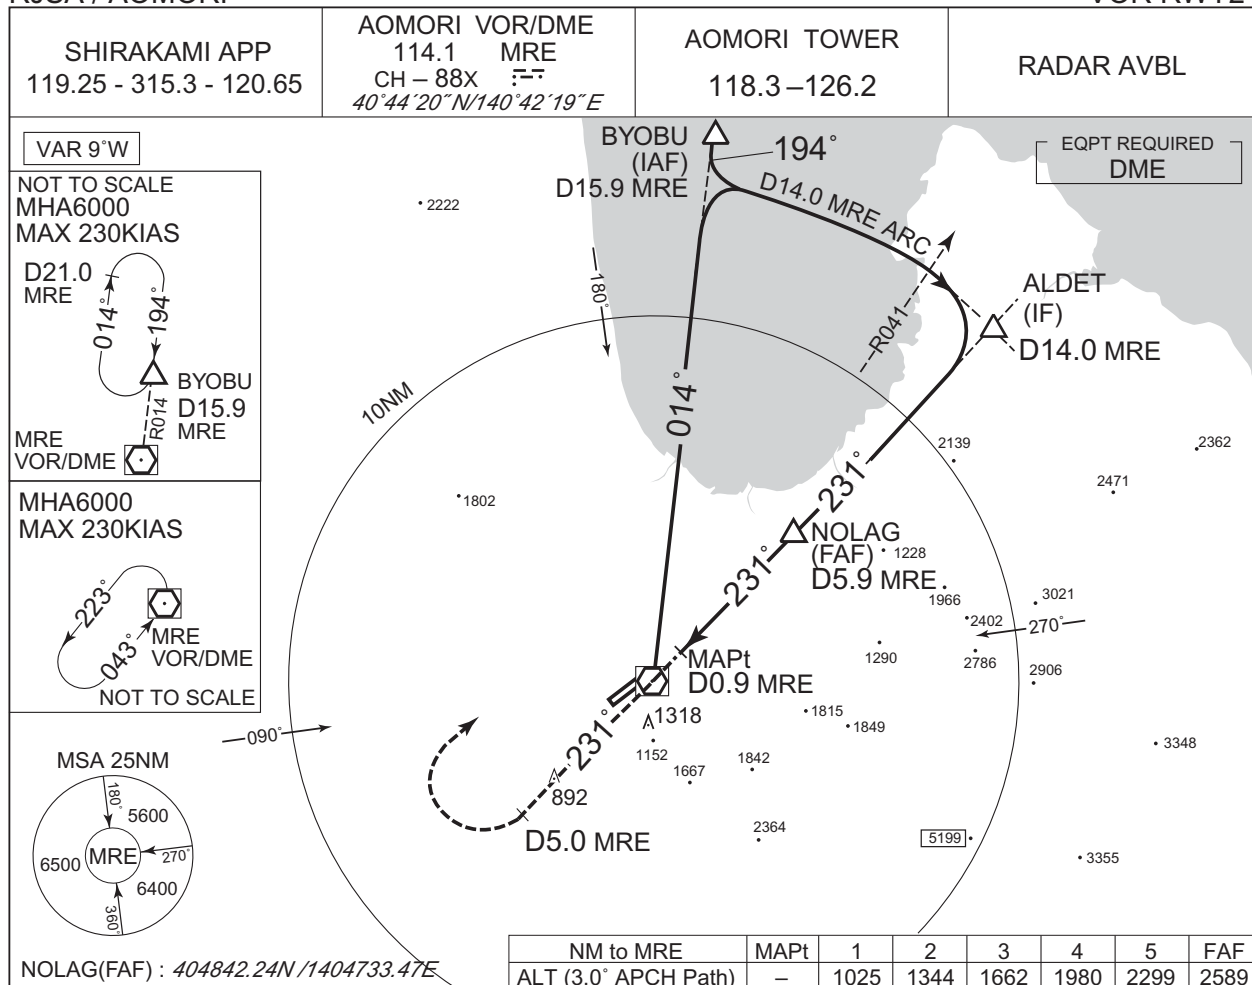 RJSA / AOMORI
SHIRAKAMI APP
119.25 - 315.3 - 120.65
AOMORI VOR/DME
114.1 MRE
CH – 88X
40°44´20˝N/140°42´19˝E
AOMORI TOWER
118.3 –126.2
RADAR AVBL
VAR 9°W
NOT TO SCALE
MHA6000
MAX 230KIAS
D21.0
MRE
014°
194°
BYOBU
D15.9
MRE
R014
MRE
VOR/DME
MHA6000
MAX 230KIAS
223°
043°
MRE
VOR/DME
NOT TO SCALE
MSA 25NM
180°
5600
MRE
270°
6500
6400
360°
NOLAG(FAF) : 404842.24N /1404733.47E
BYOBU
(IAF)
D15.9 MRE
194°
D14.0 MRE ARC
EQPT REQUIRED
DME
2222
180°
R041
ALDET
(IF)
D14.0 MRE
10NM
014°
231°
2139
2362
2471
1802
NOLAG
(FAF)
D5.9 MRE
1228
231°
1966
3021
2402
270°
1290
2786
2906
MAPt
D0.9 MRE
1318
1815
1849
231°
090°
1152
3348
1842
1667
892
D5.0 MRE
2364
5199
3355
NM to MRE MAPt 1 2 3 4 5 FAF
ALT (3.0° APCH Path) – 1025 1344 1662 1980 2299 2589